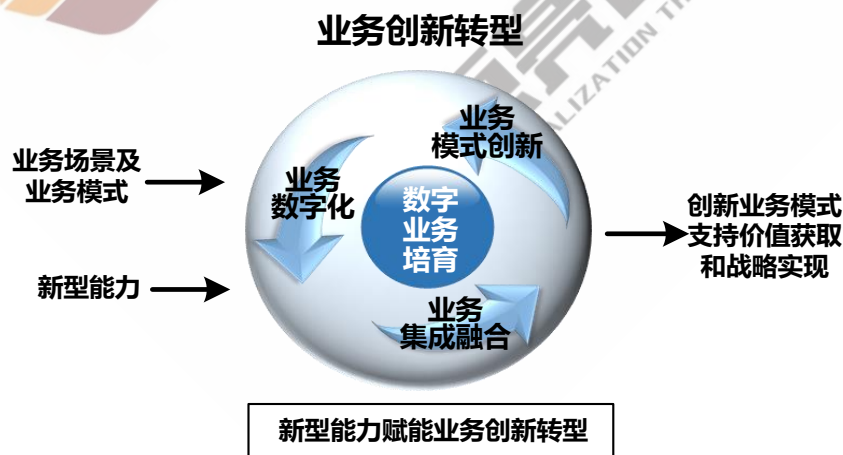 业务创新转型
业务场景及
业务模式
新型能力
业务
数字化
业务
模式创新
数字
业务
培育
业务
集成融合
创新业务模式
支持价值获取
和战略实现
新型能力赋能业务创新转型